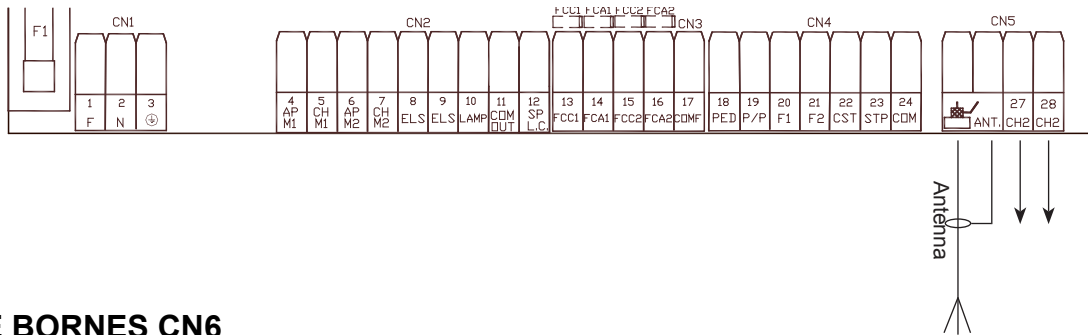 FCC1 FCA1 FCC2 FCA2
CN1 CN2 CN3 CN4 CN5
F1
1 2 3 4 5 6 7 8 9 10 11 12 13 14 15 16 17 18 19 20 21 22 23 24 27 28
F N AP M1 CH M1 AP M2 CH M2 ELS ELS LAMP COM OUT SP L.C. FCC1 FCA1 FCC2 FCA2 COMF PED P/P F1 F2 CST STP COM ANT. CH2 CH2
Antenna
E BORNES CN6